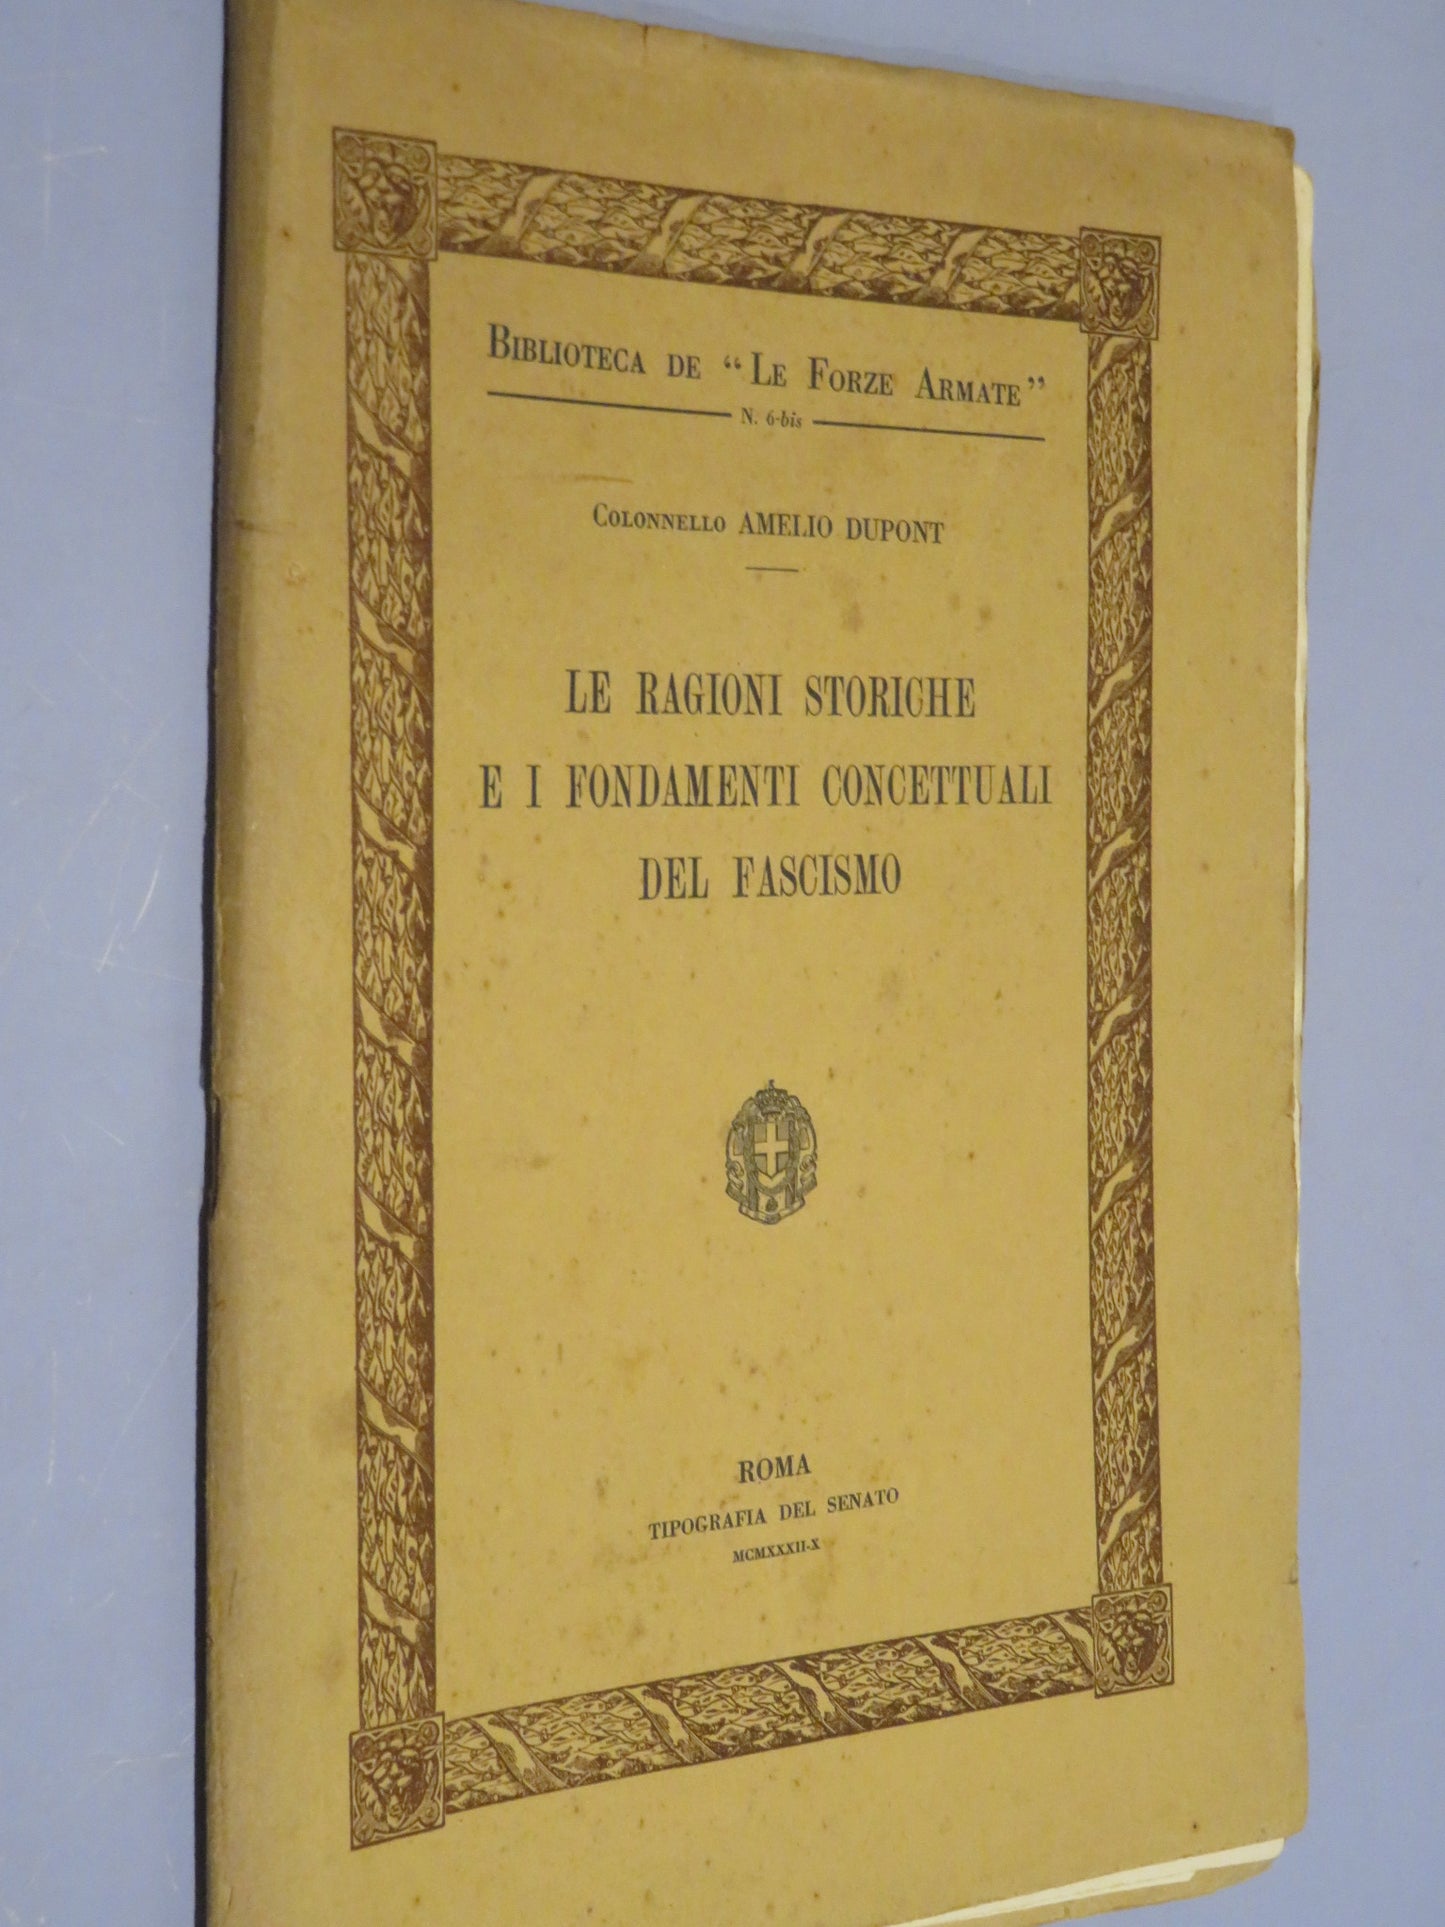 BIBLIOTECA DE “LE FORZE ARMATE”
N. 6-bis
COLONNELLO AMELIO DUPONT
LE RAGIONI STORICHE
E I FONDAMENTI CONCETTUALI
DEL FASCISMO
ROMA
TIPOGRAFIA DEL SENATO
MCMXXXII-X